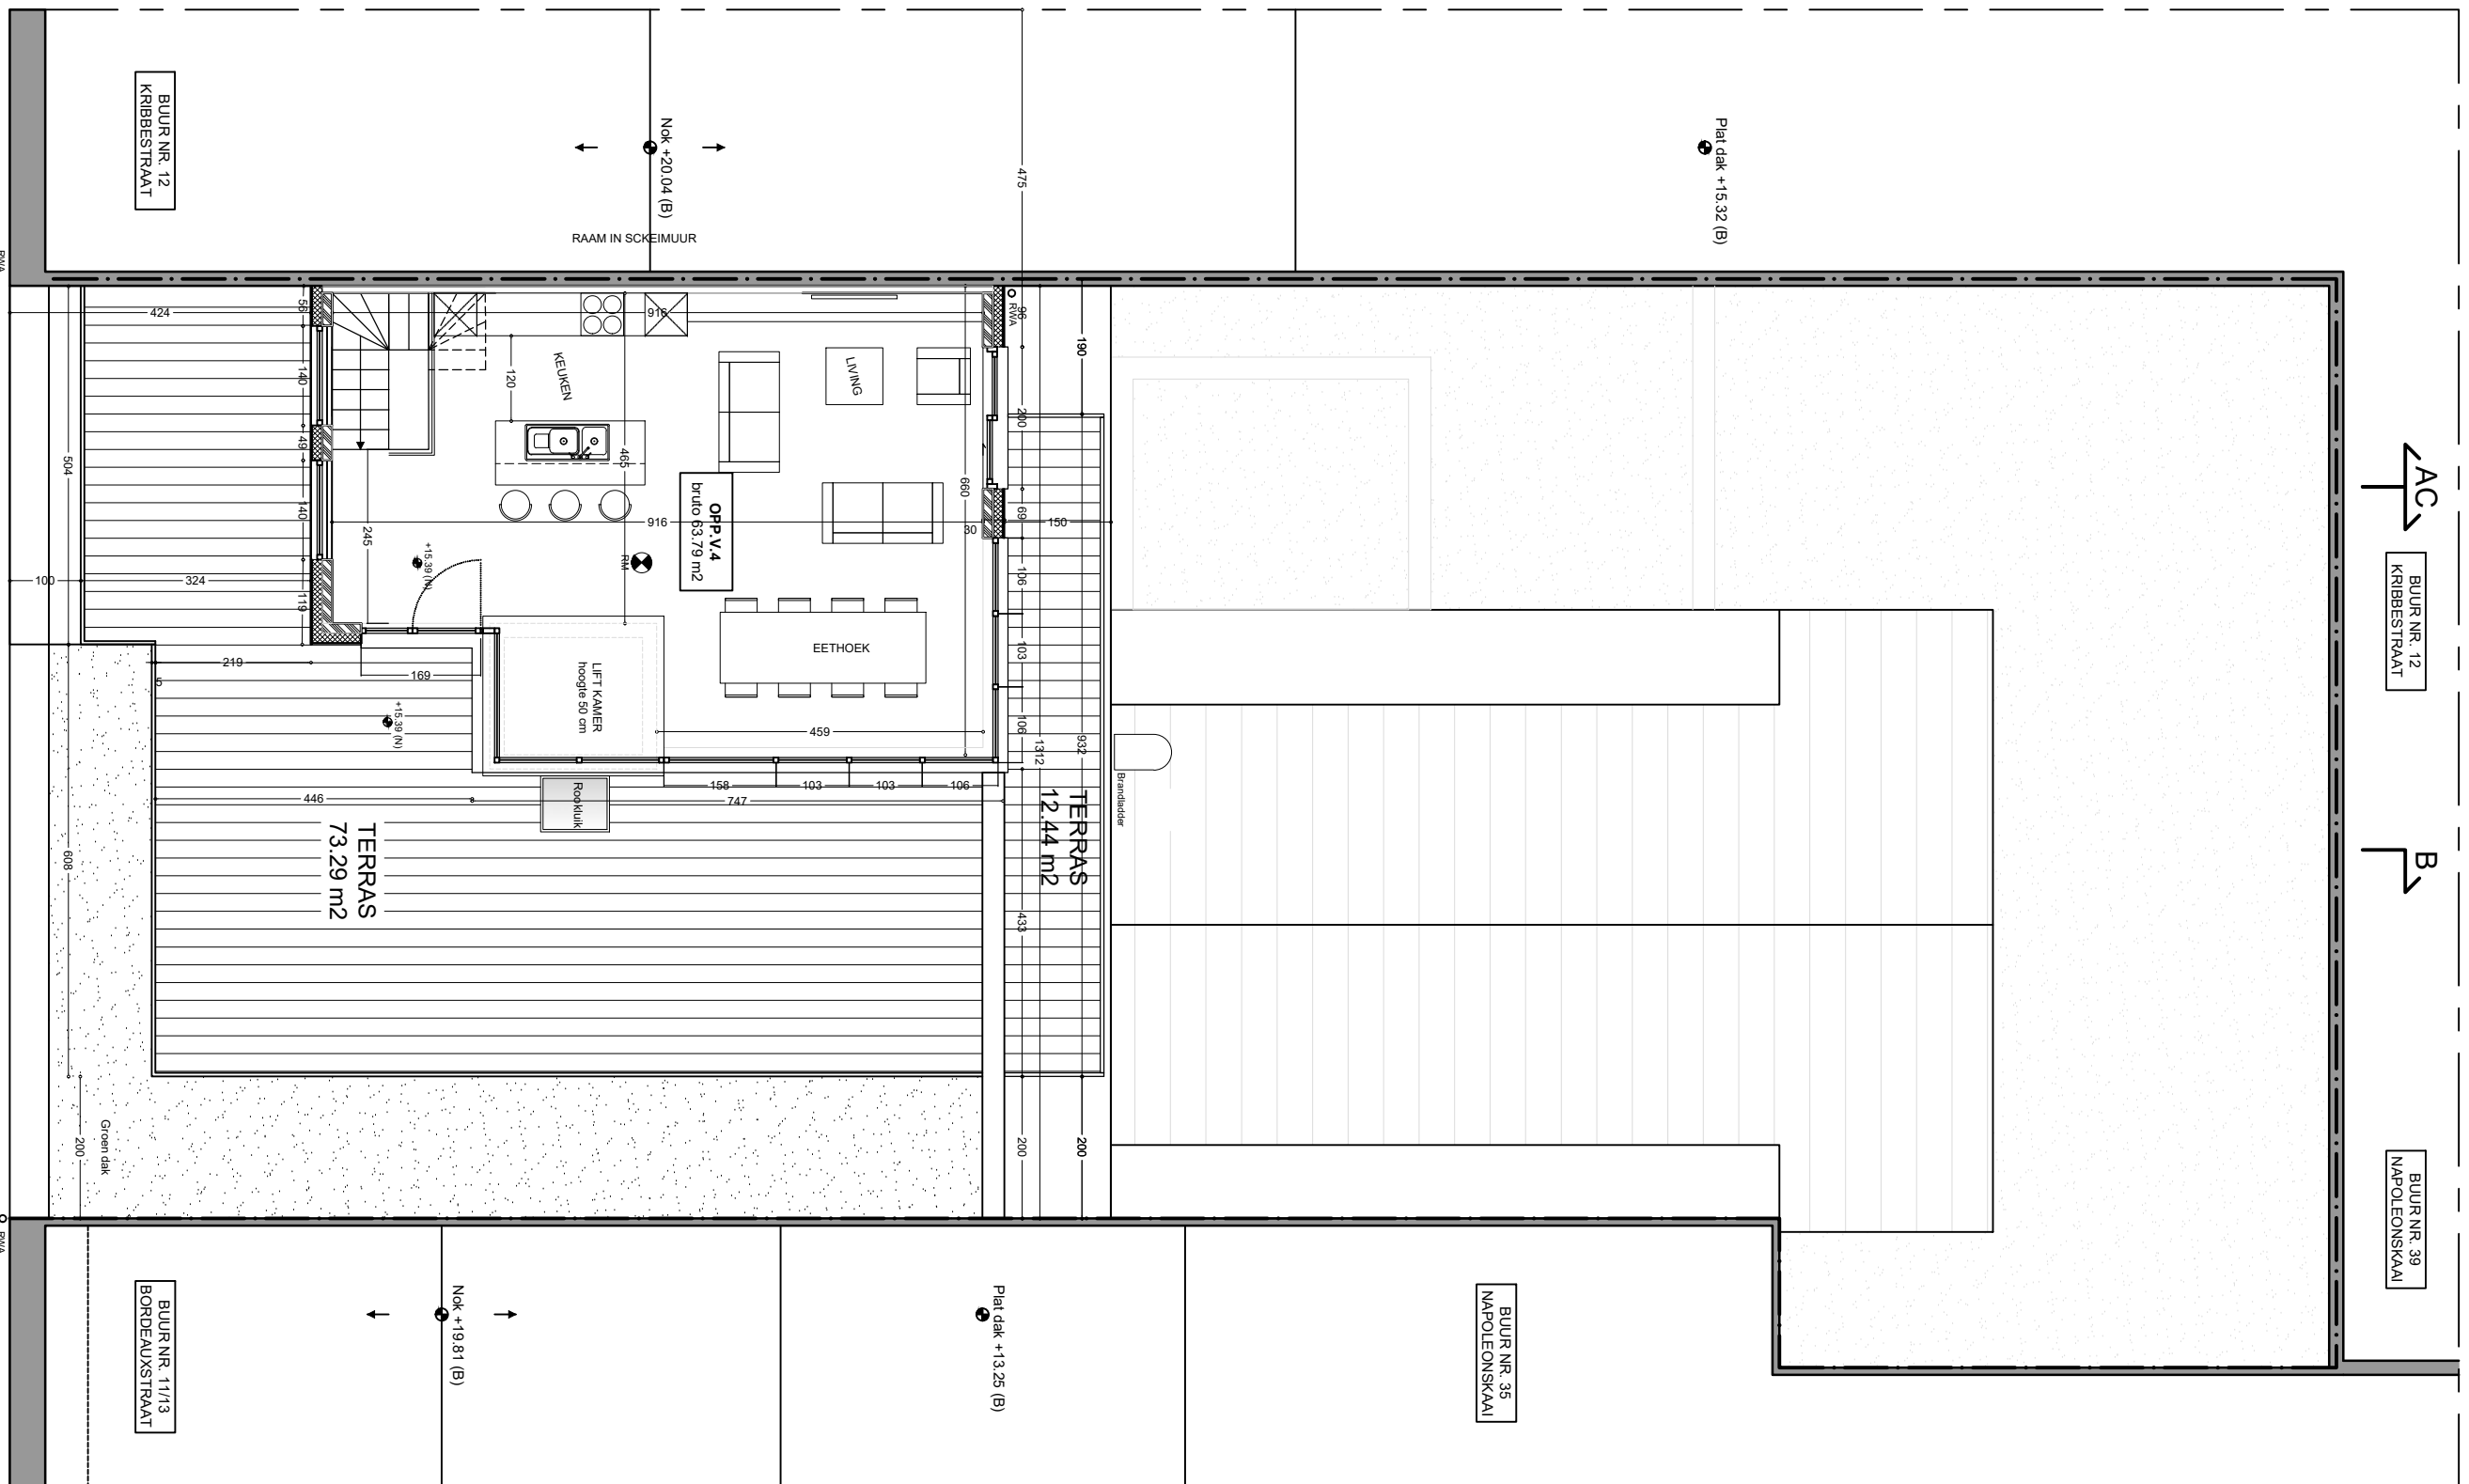 BUUR NR. 12
KRIBBESTRAAT
Nok +20.04 (B)
RAAM IN SCKEIMUUR
475
Plat dak +15.32 (B)
AC
BUUR NR. 12
KRIBBESTRAAT
B
BUUR NR. 39
NAPOLEONSKAAI
RWA
424
56
140
49
140
119
504
100
324
245
916
120
KEUKEN
465
LIVING
660
RWA
96
200
190
69
150
30
916
OPP.V.4
bruto 63.79 m2
RM
+15.39 (N)
106
103
106
1312
932
EETHOEK
LIFT KAMER
hoogte 50 cm
459
219
5
169
+15.39 (N)
158
103
103
106
446
747
Rookluik
TERRAS
73.29 m2
TERRAS
12.44 m2
Brandladder
608
433
200
200
200
Groen dak
RWA
BUUR NR. 11/13
BORDEAUXSTRAAT
Nok +19.81 (B)
Plat dak +13.25 (B)
BUUR NR. 35
NAPOLEONSKAAI